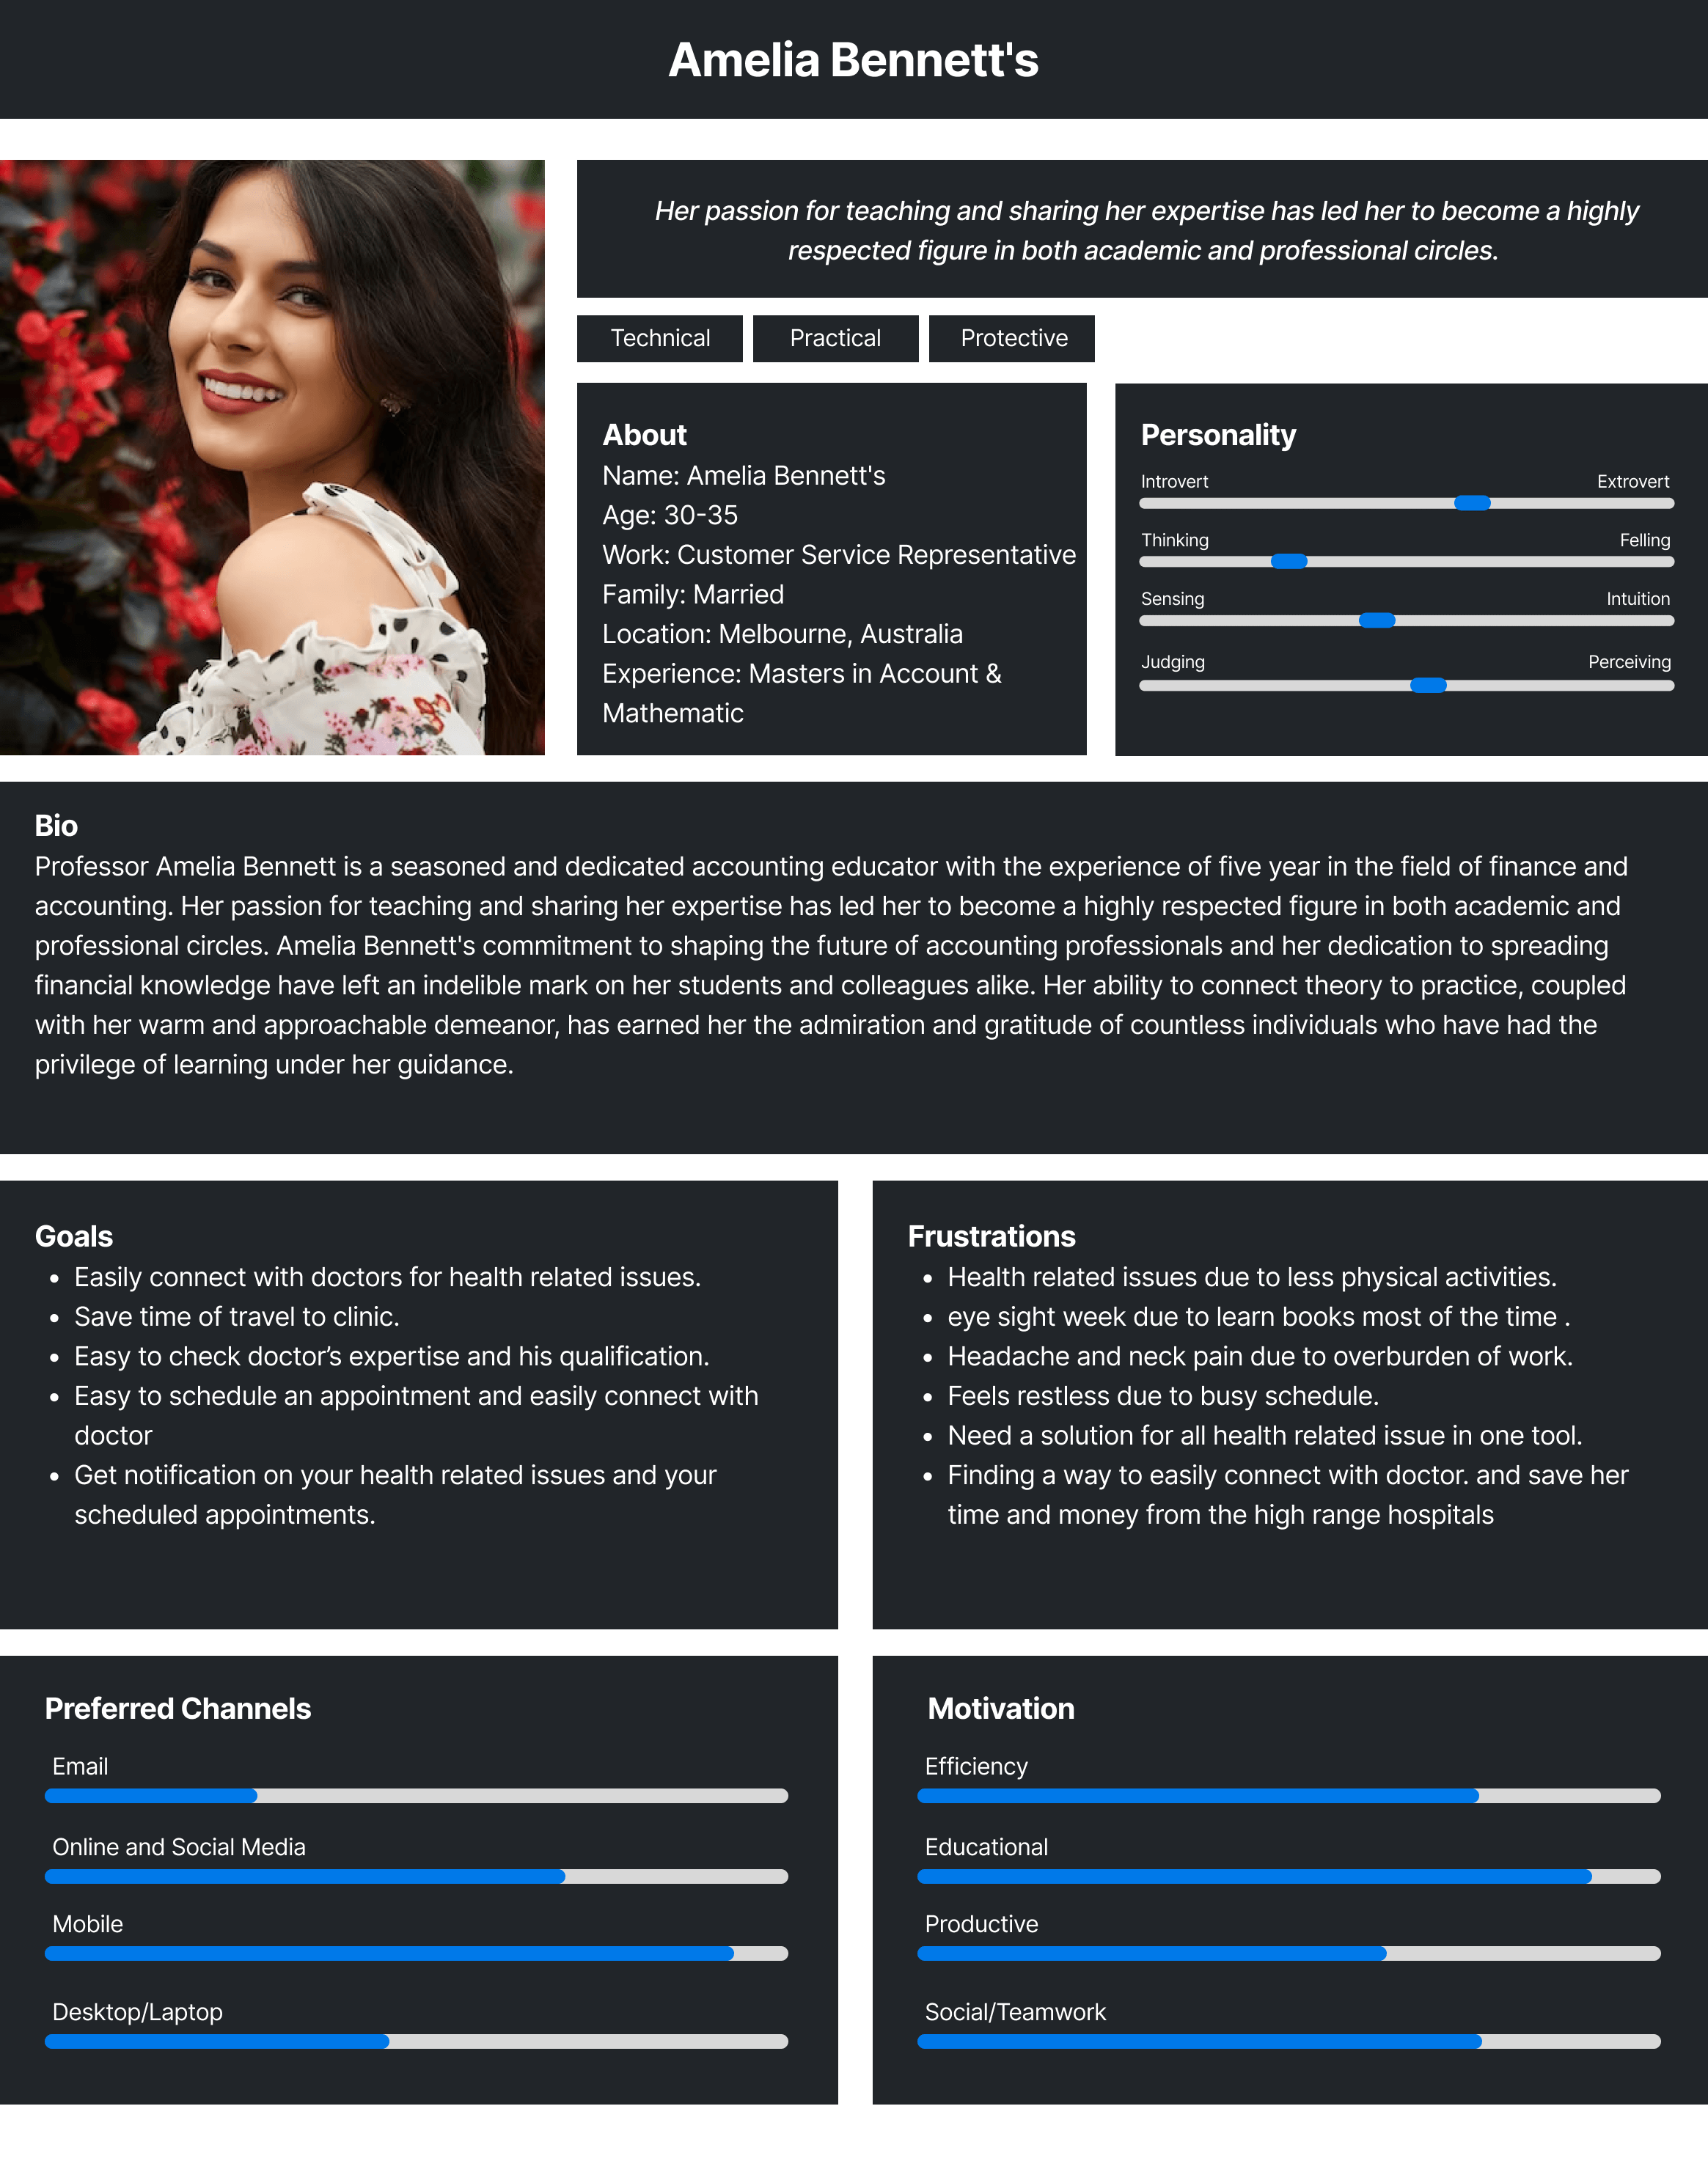 Amelia Bennett's
Her passion for teaching and sharing her expertise has led her to become a highly
respected figure in both academic and professional circles.
Technical
Practical
Protective
About
Name: Amelia Bennett's
Age: 30-35
Work: Customer Service Representative
Family: Married
Location: Melbourne, Australia
Experience: Masters in Account &
Mathematic
Personality
Introvert
Extrovert
Thinking
Felling
Sensing
Intuition
Judging
Perceiving
Bio
Professor Amelia Bennett is a seasoned and dedicated accounting educator with the experience of five year in the field of finance and
accounting. Her passion for teaching and sharing her expertise has led her to become a highly respected figure in both academic and
professional circles. Amelia Bennett's commitment to shaping the future of accounting professionals and her dedication to spreading
financial knowledge have left an indelible mark on her students and colleagues alike. Her ability to connect theory to practice, coupled
with her warm and approachable demeanor, has earned her the admiration and gratitude of countless individuals who have had the
privilege of learning under her guidance.
Goals
• Easily connect with doctors for health related issues.
• Save time of travel to clinic.
• Easy to check doctor’s expertise and his qualification.
• Easy to schedule an appointment and easily connect with
doctor
• Get notification on your health related issues and your
scheduled appointments.
Frustrations
• Health related issues due to less physical activities.
• eye sight week due to learn books most of the time .
• Headache and neck pain due to overburden of work.
• Feels restless due to busy schedule.
• Need a solution for all health related issue in one tool.
• Finding a way to easily connect with doctor. and save her
time and money from the high range hospitals
Preferred Channels
Email
Online and Social Media
Mobile
Desktop/Laptop
Motivation
Efficiency
Educational
Productive
Social/Teamwork